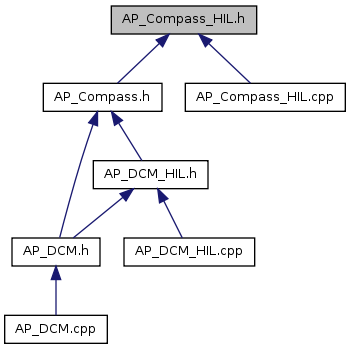 AP_Compass_HIL.h
AP_Compass.h
AP_Compass_HIL.cpp
AP_DCM_HIL.h
AP_DCM.h
AP_DCM_HIL.cpp
AP_DCM.cpp